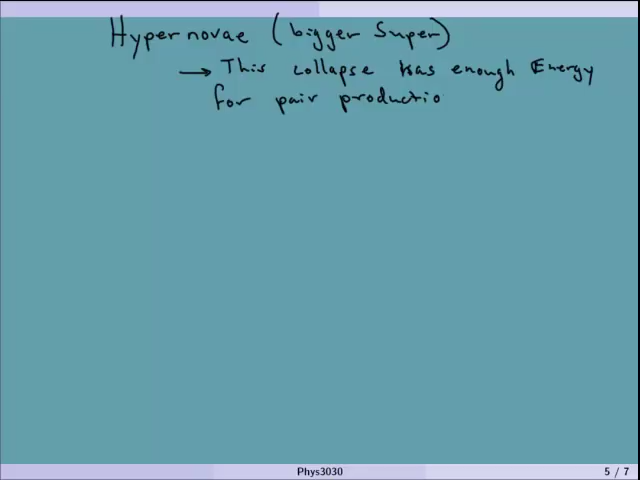 Hypernovae (bigger Super)
→ This collapse has enough Energy
for pair productio
Phys3030
5 / 7